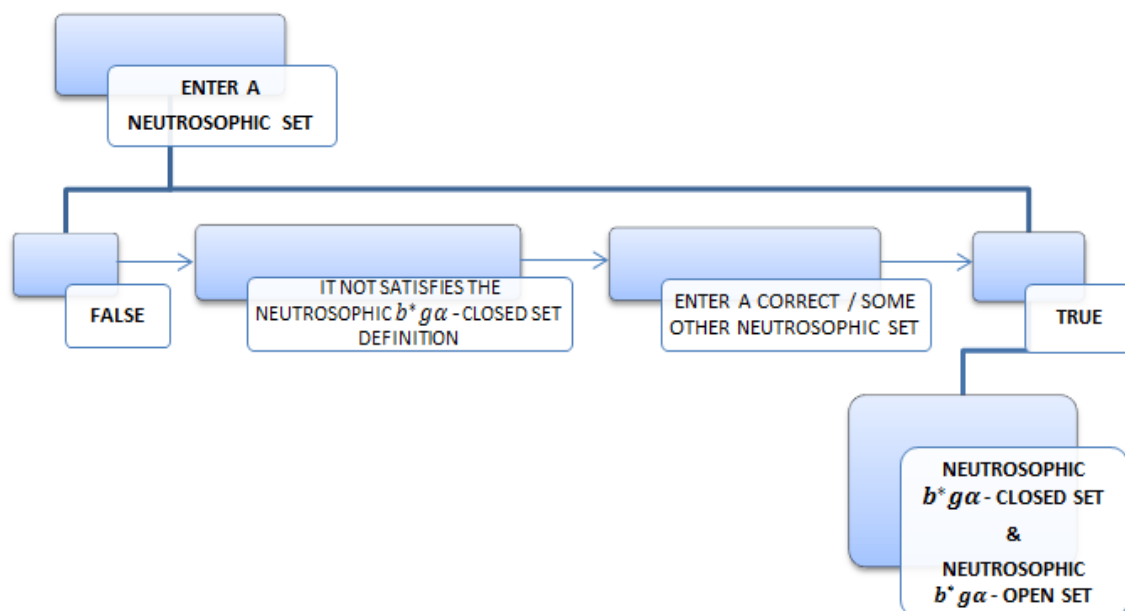 ENTER A
NEUTROSOPHIC SET
FALSE
IT NOT SATISFIES THE
NEUTROSOPHIC b* gα - CLOSED SET
DEFINITION
ENTER A CORRECT / SOME
OTHER NEUTROSOPHIC SET
TRUE
NEUTROSOPHIC
b* gα - CLOSED SET
&
NEUTROSOPHIC
b* gα - OPEN SET